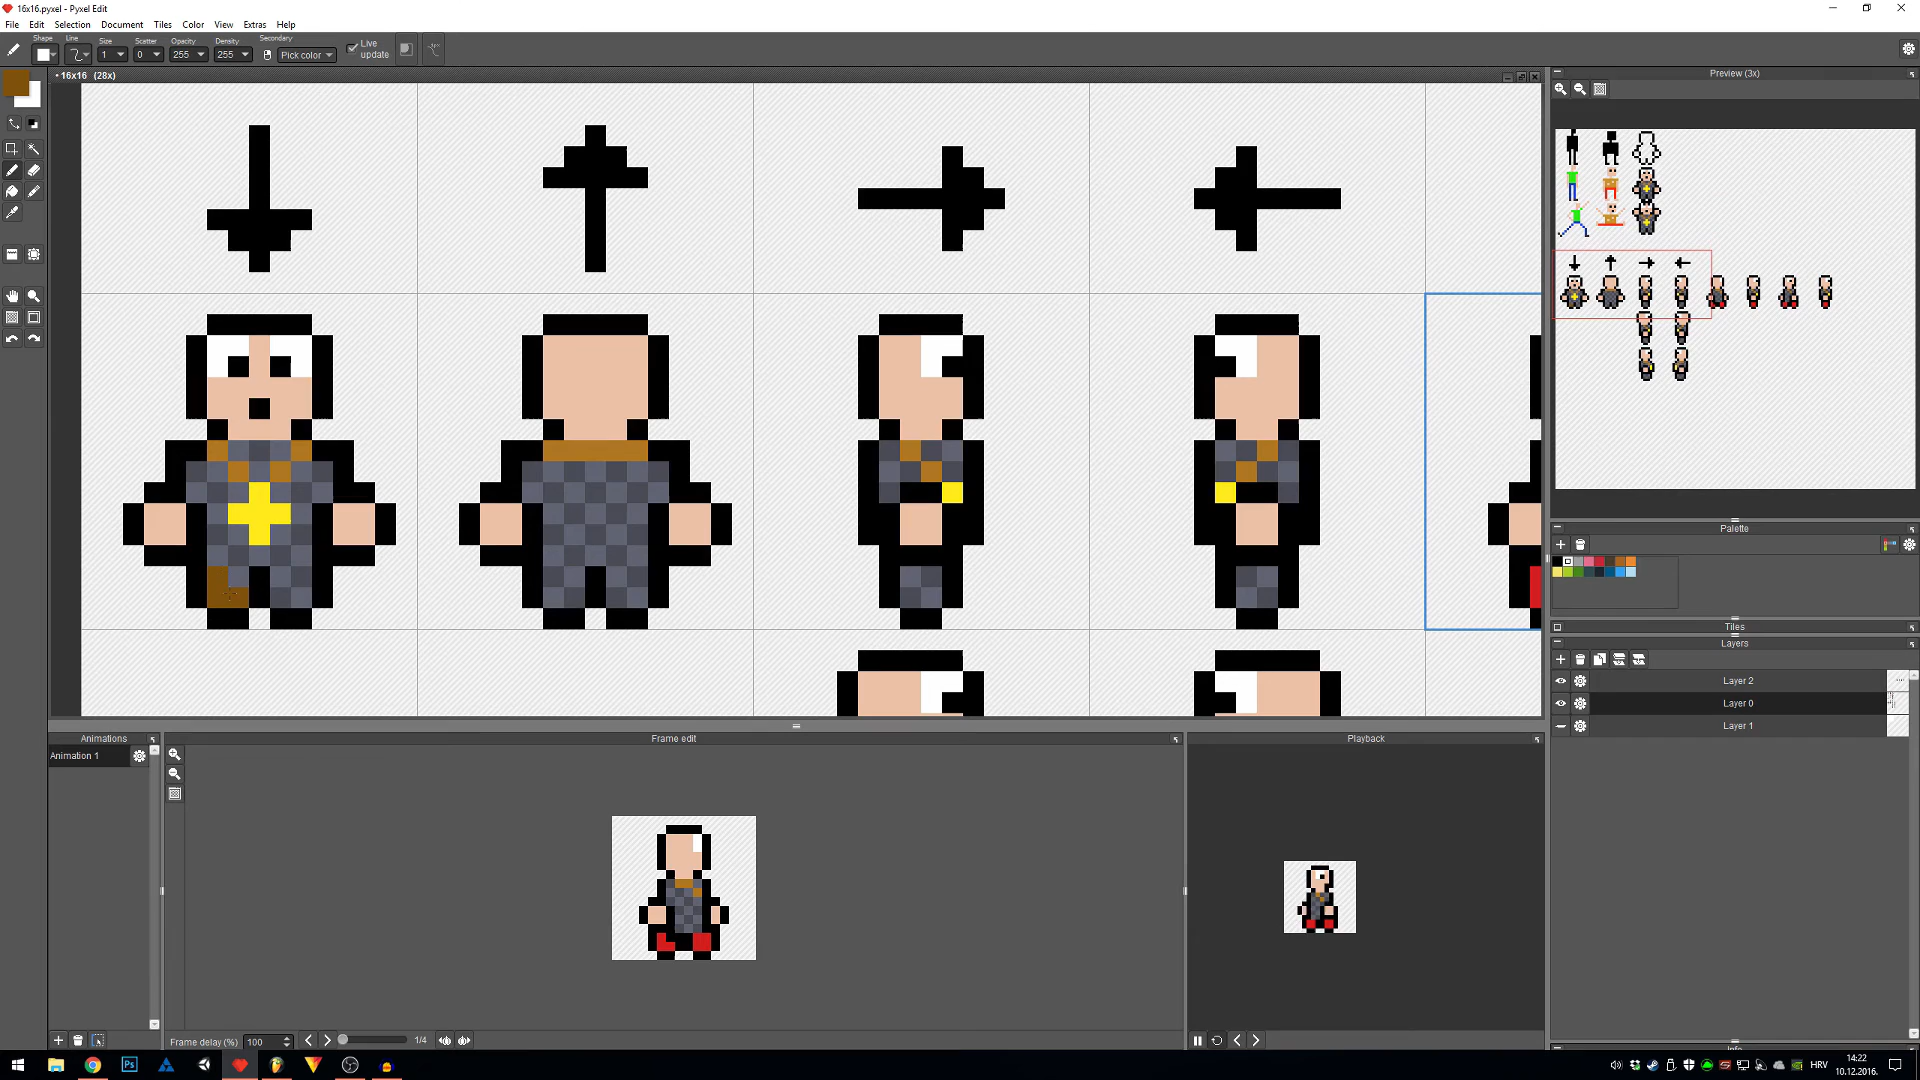 16x16.pyxel - Pyxel Edit
File Edit Selection Document Tiles Color View Extras Help
Shape Line Size Scatter Opacity Density Secondary
1 0 255 255 Pick color Live update
• 16x16 (28x)
Preview (3x)
Palette
Tiles
Layers
Layer 2
Layer 0
Layer 1
Animations
Frame edit
Playback
Animation 1
Frame delay (%) 100
1/4
Ps
HRV
14:22
10.12.2016.